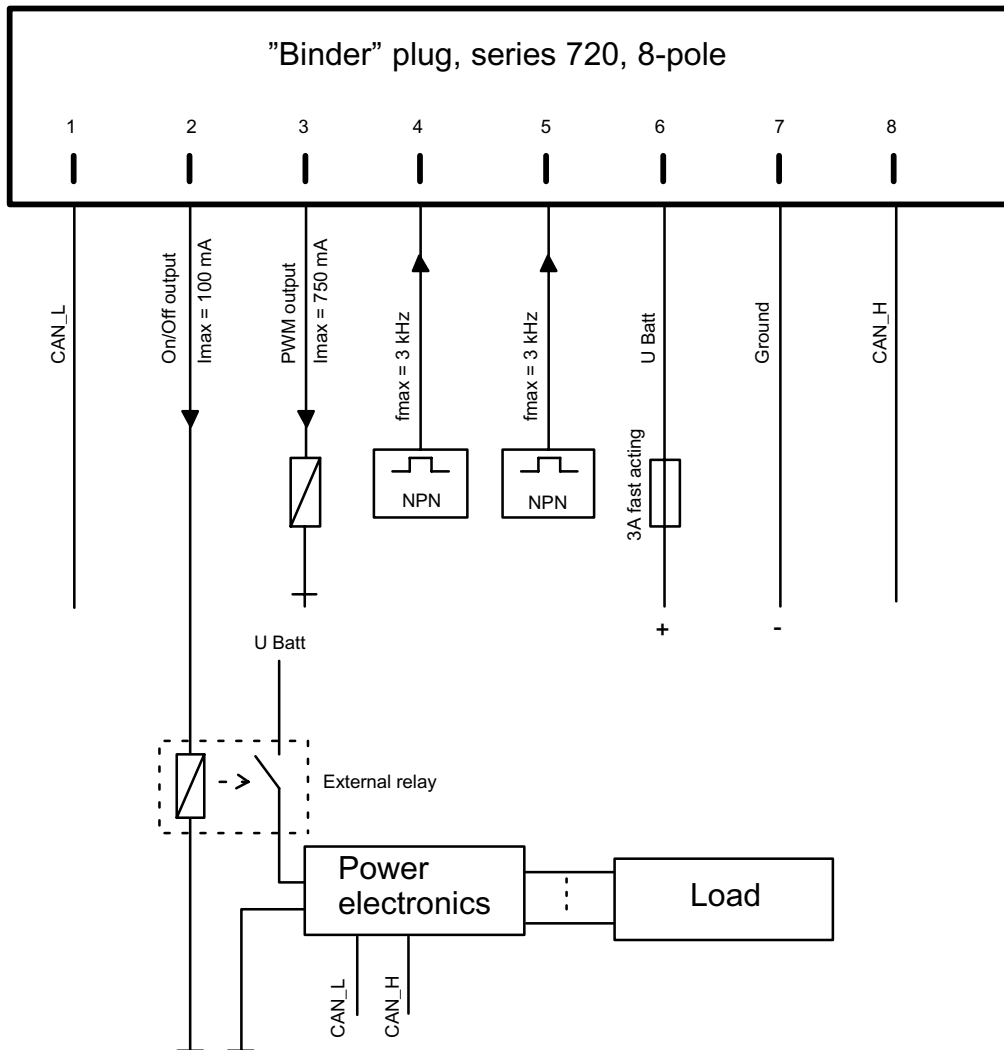 ”Binder” plug, series 720, 8-pole
1 2 3 4 5 6 7 8
CAN_L
On/Off output
Imax = 100 mA
PWM output
Imax = 750 mA
fmax = 3 kHz
fmax = 3 kHz
U Batt
Ground
CAN_H
NPN
NPN
3A fast acting
+
-
U Batt
External relay
Power
electronics
Load
CAN_L
CAN_H